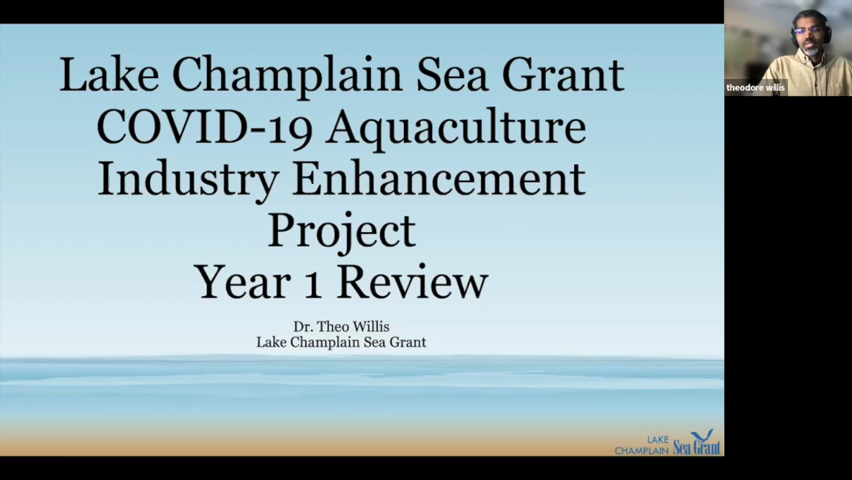 Lake Champlain Sea Grant
COVID-19 Aquaculture
Industry Enhancement
Project
Year 1 Review
Dr. Theo Willis
Lake Champlain Sea Grant
LAKE
CHAMPLAIN Sea Grant
theodore willis